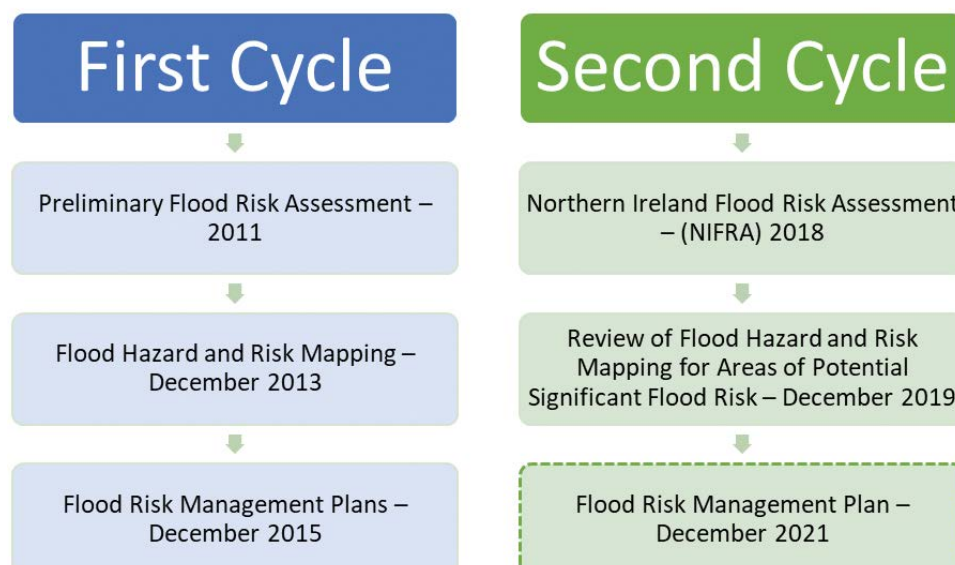 First Cycle
Preliminary Flood Risk Assessment –
2011
Flood Hazard and Risk Mapping –
December 2013
Flood Risk Management Plans –
December 2015
Second Cycle
Northern Ireland Flood Risk Assessment
– (NIFRA) 2018
Review of Flood Hazard and Risk
Mapping for Areas of Potential
Significant Flood Risk – December 2019
Flood Risk Management Plan –
December 2021